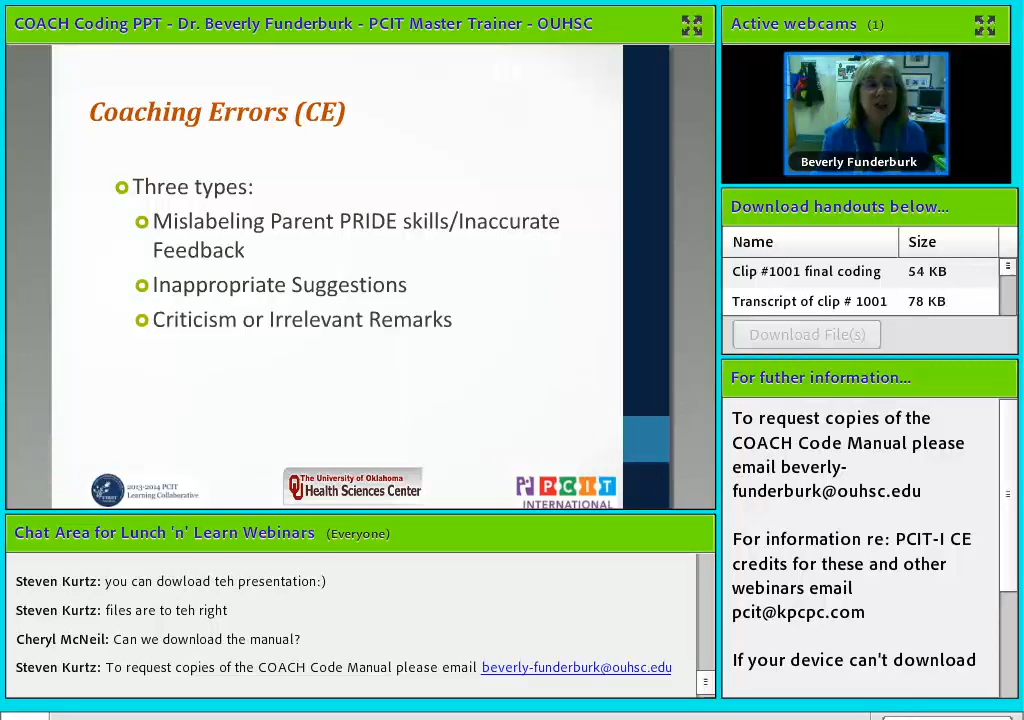 COACH Coding PPT - Dr. Beverly Funderburk - PCIT Master Trainer - OUHSC
Coaching Errors (CE)
Three types:
Mislabeling Parent PRIDE skills/Inaccurate
Feedback
Inappropriate Suggestions
Criticism or Irrelevant Remarks
2013-2014 PCIT
Learning Collaborative
The University of Oklahoma
Health Sciences Center
PCIT
INTERNATIONAL
Active webcams (1)
Beverly Funderburk
Download handouts below...
Name Size
Clip #1001 final coding 54 KB
Transcript of clip # 1001 78 KB
Download File(s)
For futher information...
To request copies of the
COACH Code Manual please
email beverly-
funderburk@ouhsc.edu
For information re: PCIT-I CE
credits for these and other
webinars email
pcit@kpcpc.com
If your device can't download
Chat Area for Lunch 'n' Learn Webinars (Everyone)
Steven Kurtz: you can dowload teh presentation:)
Steven Kurtz: files are to teh right
Cheryl McNeil: Can we download the manual?
Steven Kurtz: To request copies of the COACH Code Manual please email beverly-funderburk@ouhsc.edu